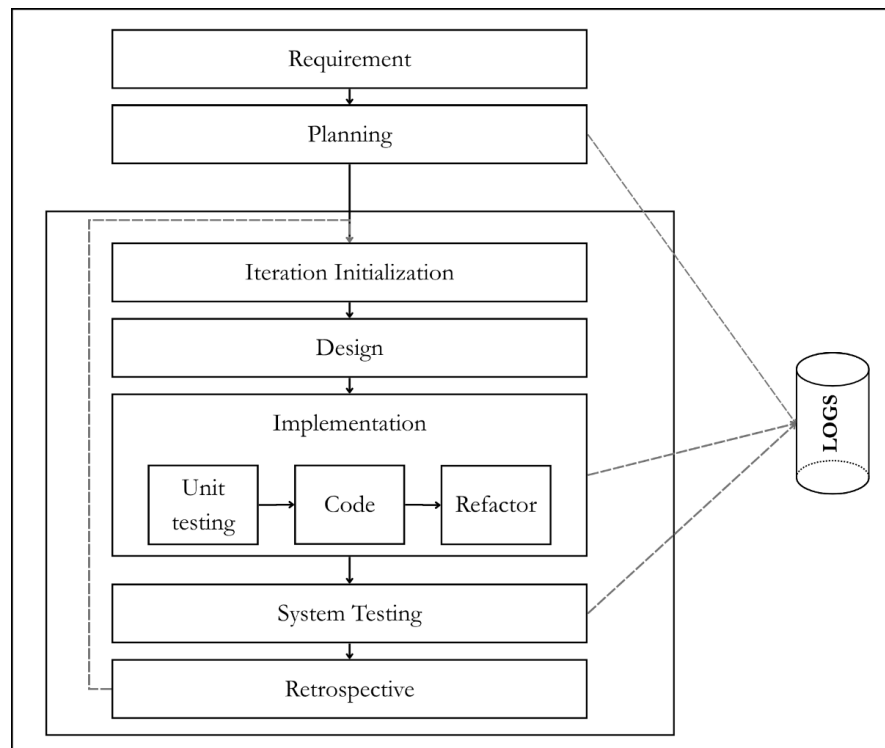 Requirement
Planning
Iteration Initialization
Design
Implementation
Unit
testing
Code
Refactor
System Testing
Retrospective
LOGS